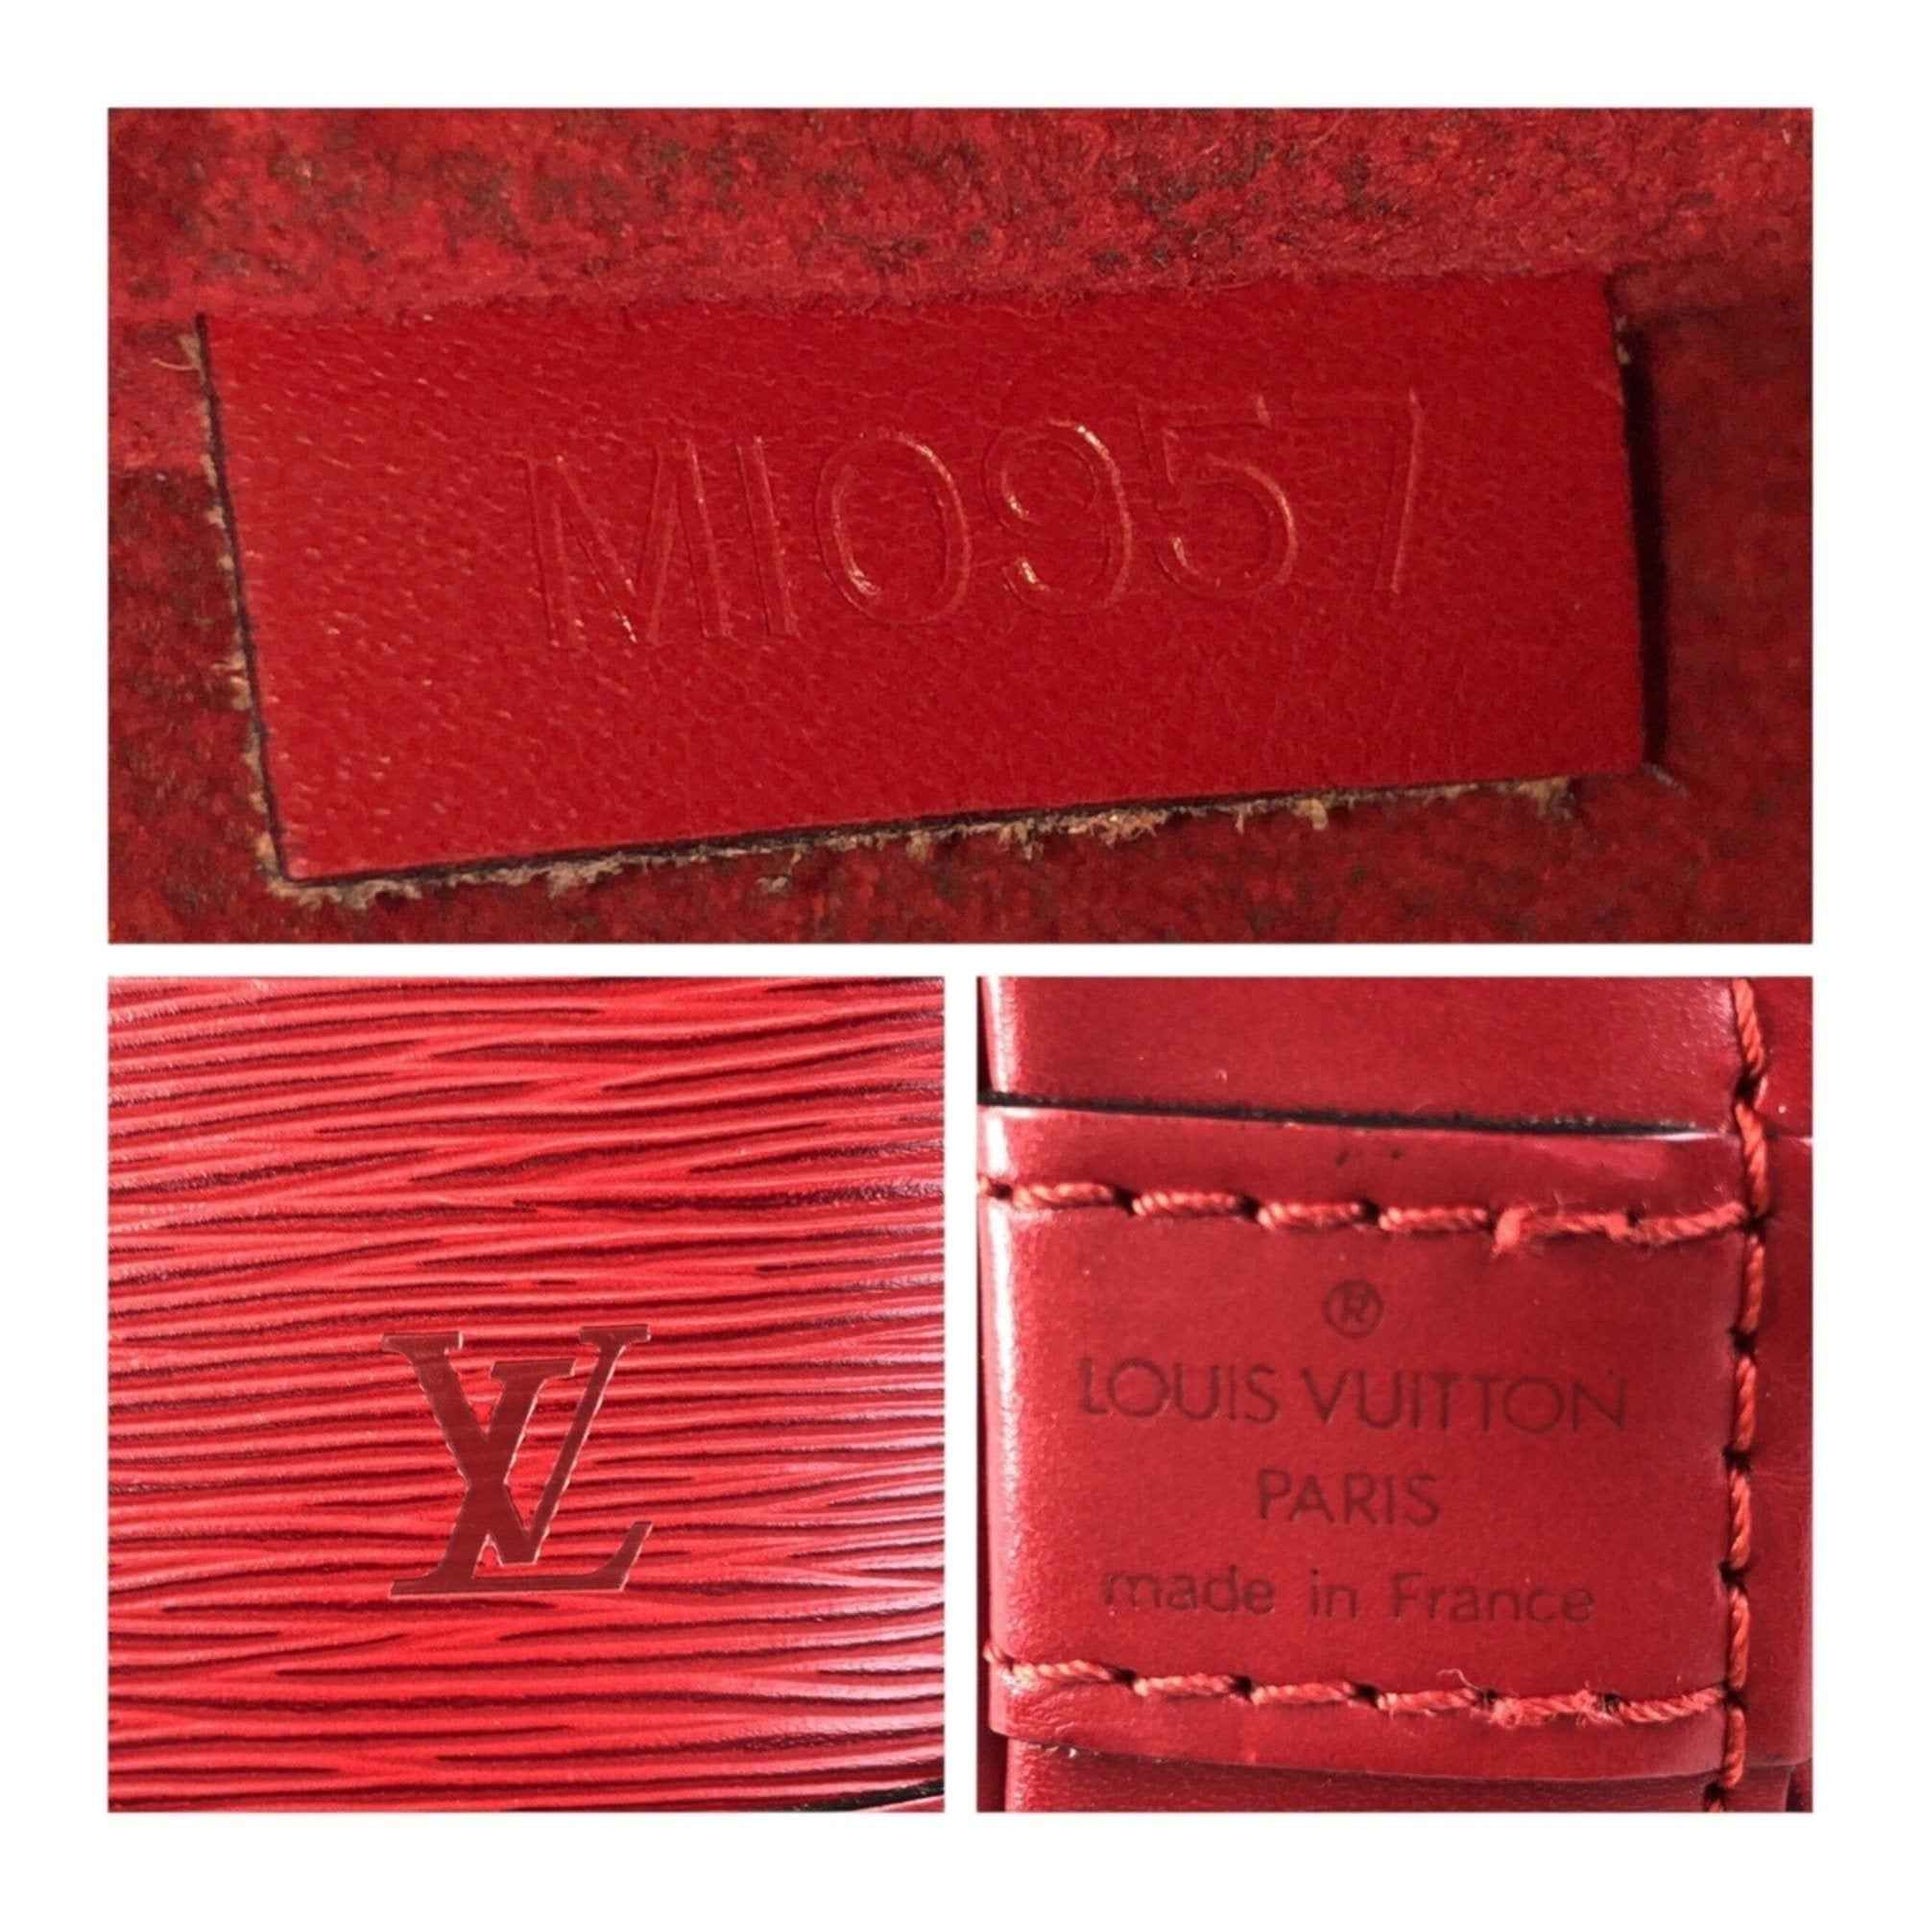 MI0957
LV
®
LOUIS VUITTON
PARIS
made in France